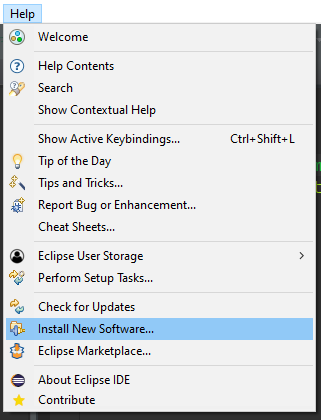 Help
Welcome
Help Contents
Search
Show Contextual Help
Show Active Keybindings... Ctrl+Shift+L
Tip of the Day
Tips and Tricks...
Report Bug or Enhancement...
Cheat Sheets...
Eclipse User Storage
Perform Setup Tasks...
Check for Updates
Install New Software...
Eclipse Marketplace...
About Eclipse IDE
Contribute